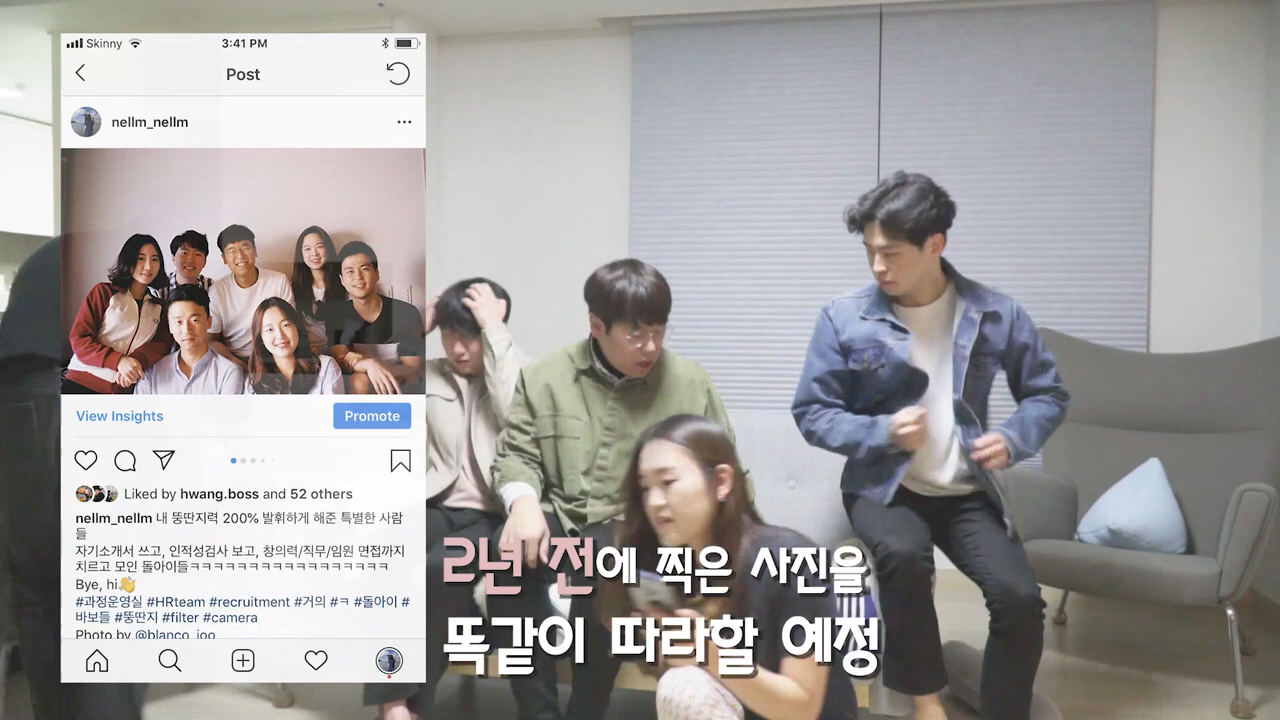 Skinny 3:41 PM
Post
nellm_nellm
View Insights Promote
Liked by hwang.boss and 52 others
nellm_nellm 내 뚱딴지력 200% 발휘하게 해준 특별한 사람
들
자기소개서 쓰고, 인적성검사 보고, 창의력/직무/임원 면접까지
치르고 모인 돌아이들ㅋㅋㅋㅋㅋㅋㅋㅋㅋㅋㅋㅋㅋㅋㅋㅋㅋ
Bye, hi👋
#과정운영실 #HRteam #recruitment #거의 #ㅋ #돌아이 #
바보들 #뚱딴지 #filter #camera
Photo by @blanco_joo
2년 전에 찍은 사진을
똑같이 따라할 예정